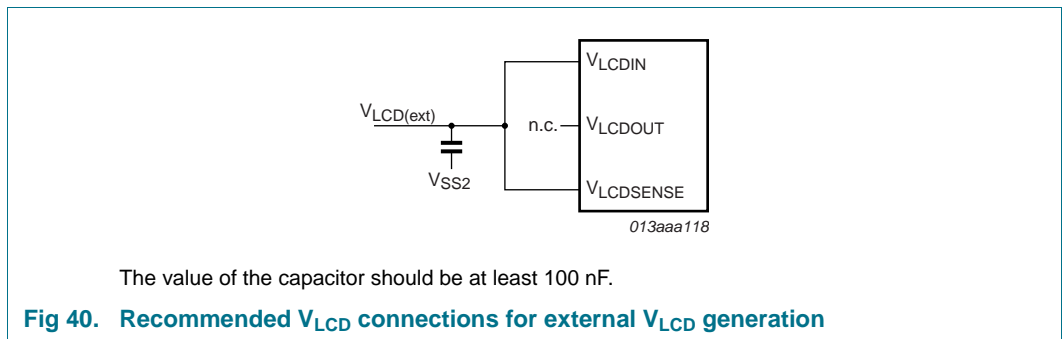 VLCDIN
VLCD(ext)
n.c.
VLCDOUT
VSS2
VLCDSENSE
013aaa118
The value of the capacitor should be at least 100 nF.
Fig 40. Recommended VLCD connections for external VLCD generation